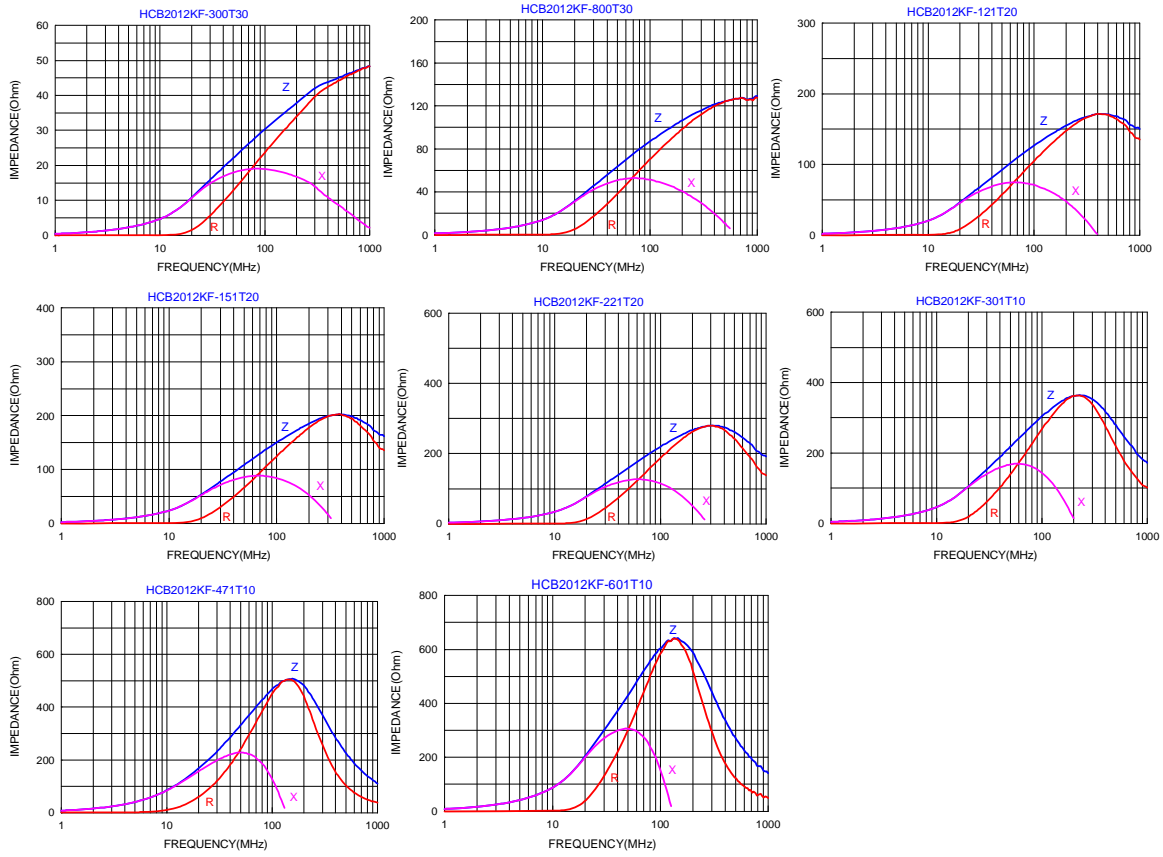 HCB2012KF-300T30
IMPEDANCE(Ohm)
60
50
40
30
20
10
0
Z
X
R
1
10
100
1000
FREQUENCY(MHz)
HCB2012KF-800T30
IMPEDANCE(Ohm)
200
160
120
80
40
0
Z
X
R
1
10
100
1000
FREQUENCY(MHz)
HCB2012KF-121T20
IMPEDANCE(Ohm)
300
200
100
0
Z
X
R
1
10
100
1000
FREQUENCY(MHz)
HCB2012KF-151T20
IMPEDANCE(Ohm)
400
300
200
100
0
Z
X
R
1
10
100
1000
FREQUENCY(MHz)
HCB2012KF-221T20
IMPEDANCE(Ohm)
600
400
200
0
Z
X
R
1
10
100
1000
FREQUENCY(MHz)
HCB2012KF-301T10
IMPEDANCE(Ohm)
600
400
200
0
Z
X
R
1
10
100
1000
FREQUENCY(MHz)
HCB2012KF-471T10
IMPEDANCE(Ohm)
800
600
400
200
0
Z
X
R
1
10
100
1000
FREQUENCY(MHz)
HCB2012KF-601T10
IMPEDANCE(Ohm)
800
600
400
200
0
Z
X
R
1
10
100
1000
FREQUENCY(MHz)